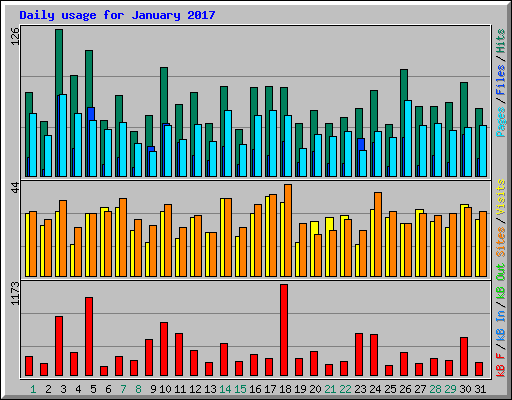 Daily usage for January 2017
126
44
1173
Pages / Files / Hits
Sites / Visits
kB F / kB In / kB Out
1 2 3 4 5 6 7 8 9 10 11 12 13 14 15 16 17 18 19 20 21 22 23 24 25 26 27 28 29 30 31